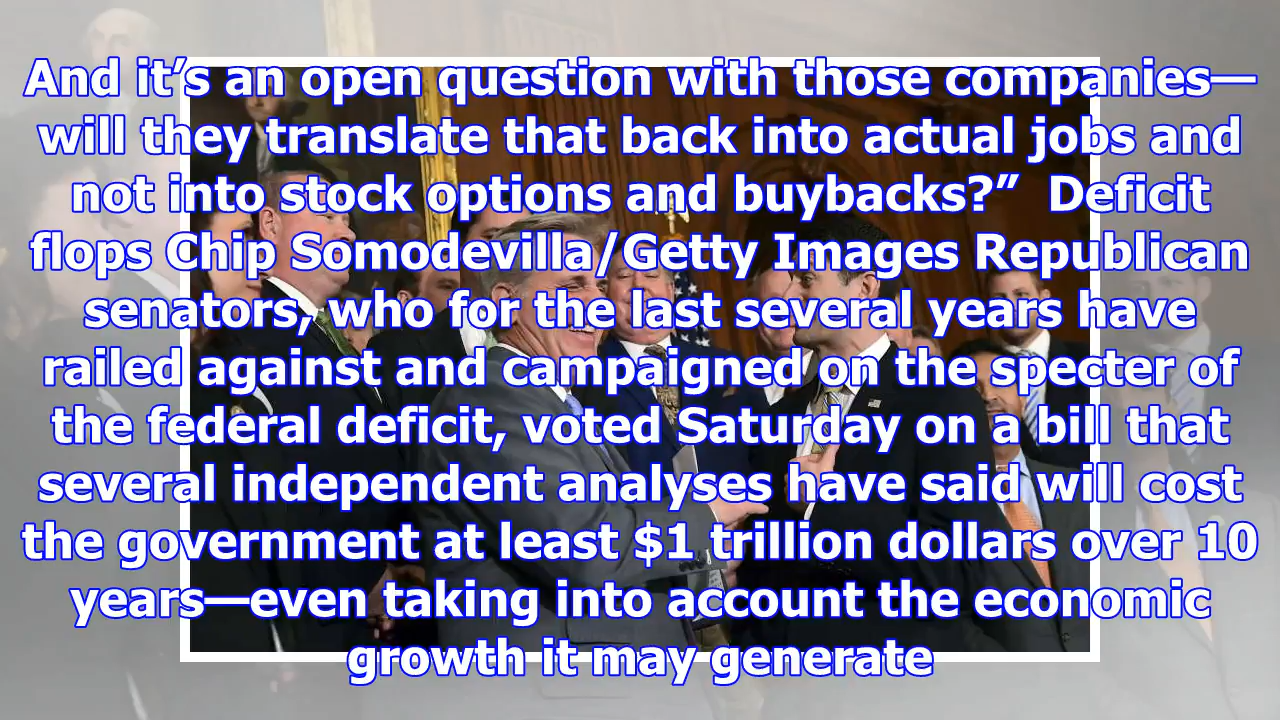 And it’s an open question with those companies—
will they translate that back into actual jobs and
not into stock options and buybacks?”  Deficit
flops Chip Somodevilla/Getty Images Republican
senators, who for the last several years have
railed against and campaigned on the specter of
the federal deficit, voted Saturday on a bill that
several independent analyses have said will cost
the government at least $1 trillion dollars over 10
years—even taking into account the economic
growth it may generate